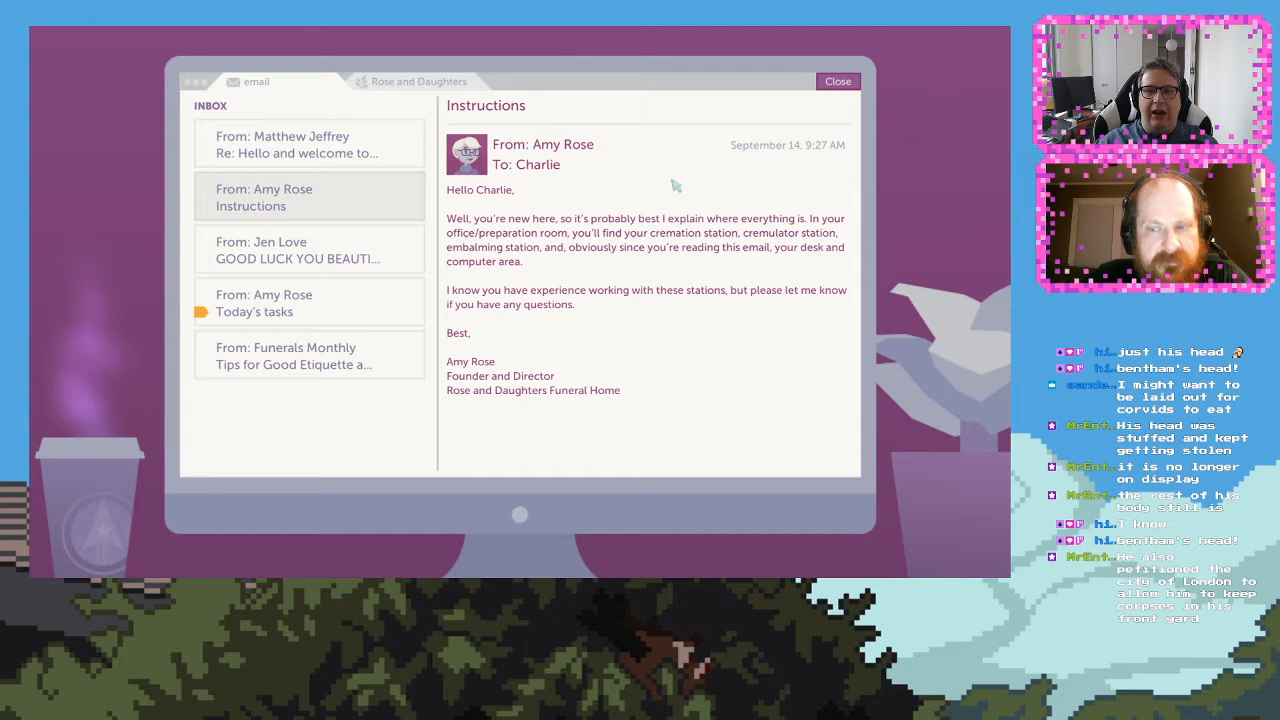 email
Rose and Daughters
Close
INBOX
From: Matthew Jeffrey
Re: Hello and welcome to...
From: Amy Rose
Instructions
From: Jen Love
GOOD LUCK YOU BEAUTI...
From: Amy Rose
Today's tasks
From: Funerals Monthly
Tips for Good Etiquette a...
Instructions
From: Amy Rose
September 14, 9:27 AM
To: Charlie
Hello Charlie,
Well, you're new here, so it's probably best I explain where everything is. In your
office/preparation room, you'll find your cremation station, cremulator station,
embalming station, and, obviously since you're reading this email, your desk and
computer area.
I know you have experience working with these stations, but please let me know
if you have any questions.
Best,
Amy Rose
Founder and Director
Rose and Daughters Funeral Home
hi..just his head
hi..bentham's head!
I might want to
be laid out for
corvids to eat
MrEnt..His head was
stuffed and kept
getting stolen
MrEnt..it is no longer
on display
MrEnt..the rest of his
body still is
hi..I know
hi..bentham's head!
MrEnt..He also
petitioned the
city of London to
allow him to keep
corpses in his
front yard